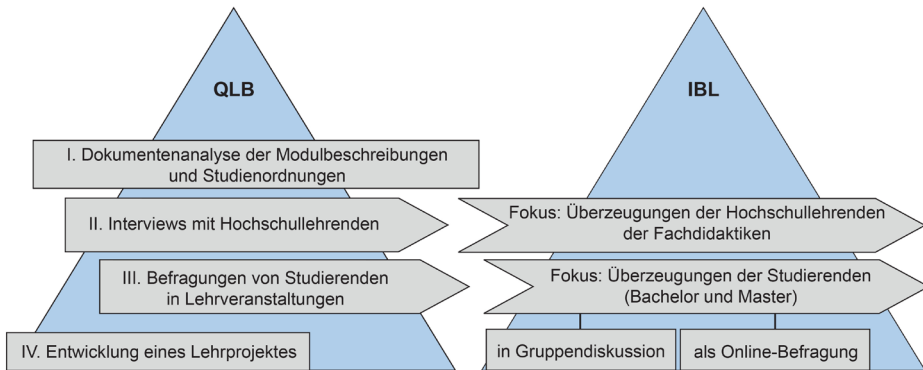 QLB
I. Dokumentenanalyse der Modulbeschreibungen
und Studienordnungen
II. Interviews mit Hochschullehrenden
III. Befragungen von Studierenden
in Lehrveranstaltungen
IV. Entwicklung eines Lehrprojektes
IBL
Fokus: Überzeugungen der Hochschullehrenden
der Fachdidaktiken
Fokus: Überzeugungen der Studierenden
(Bachelor und Master)
in Gruppendiskussion
als Online-Befragung